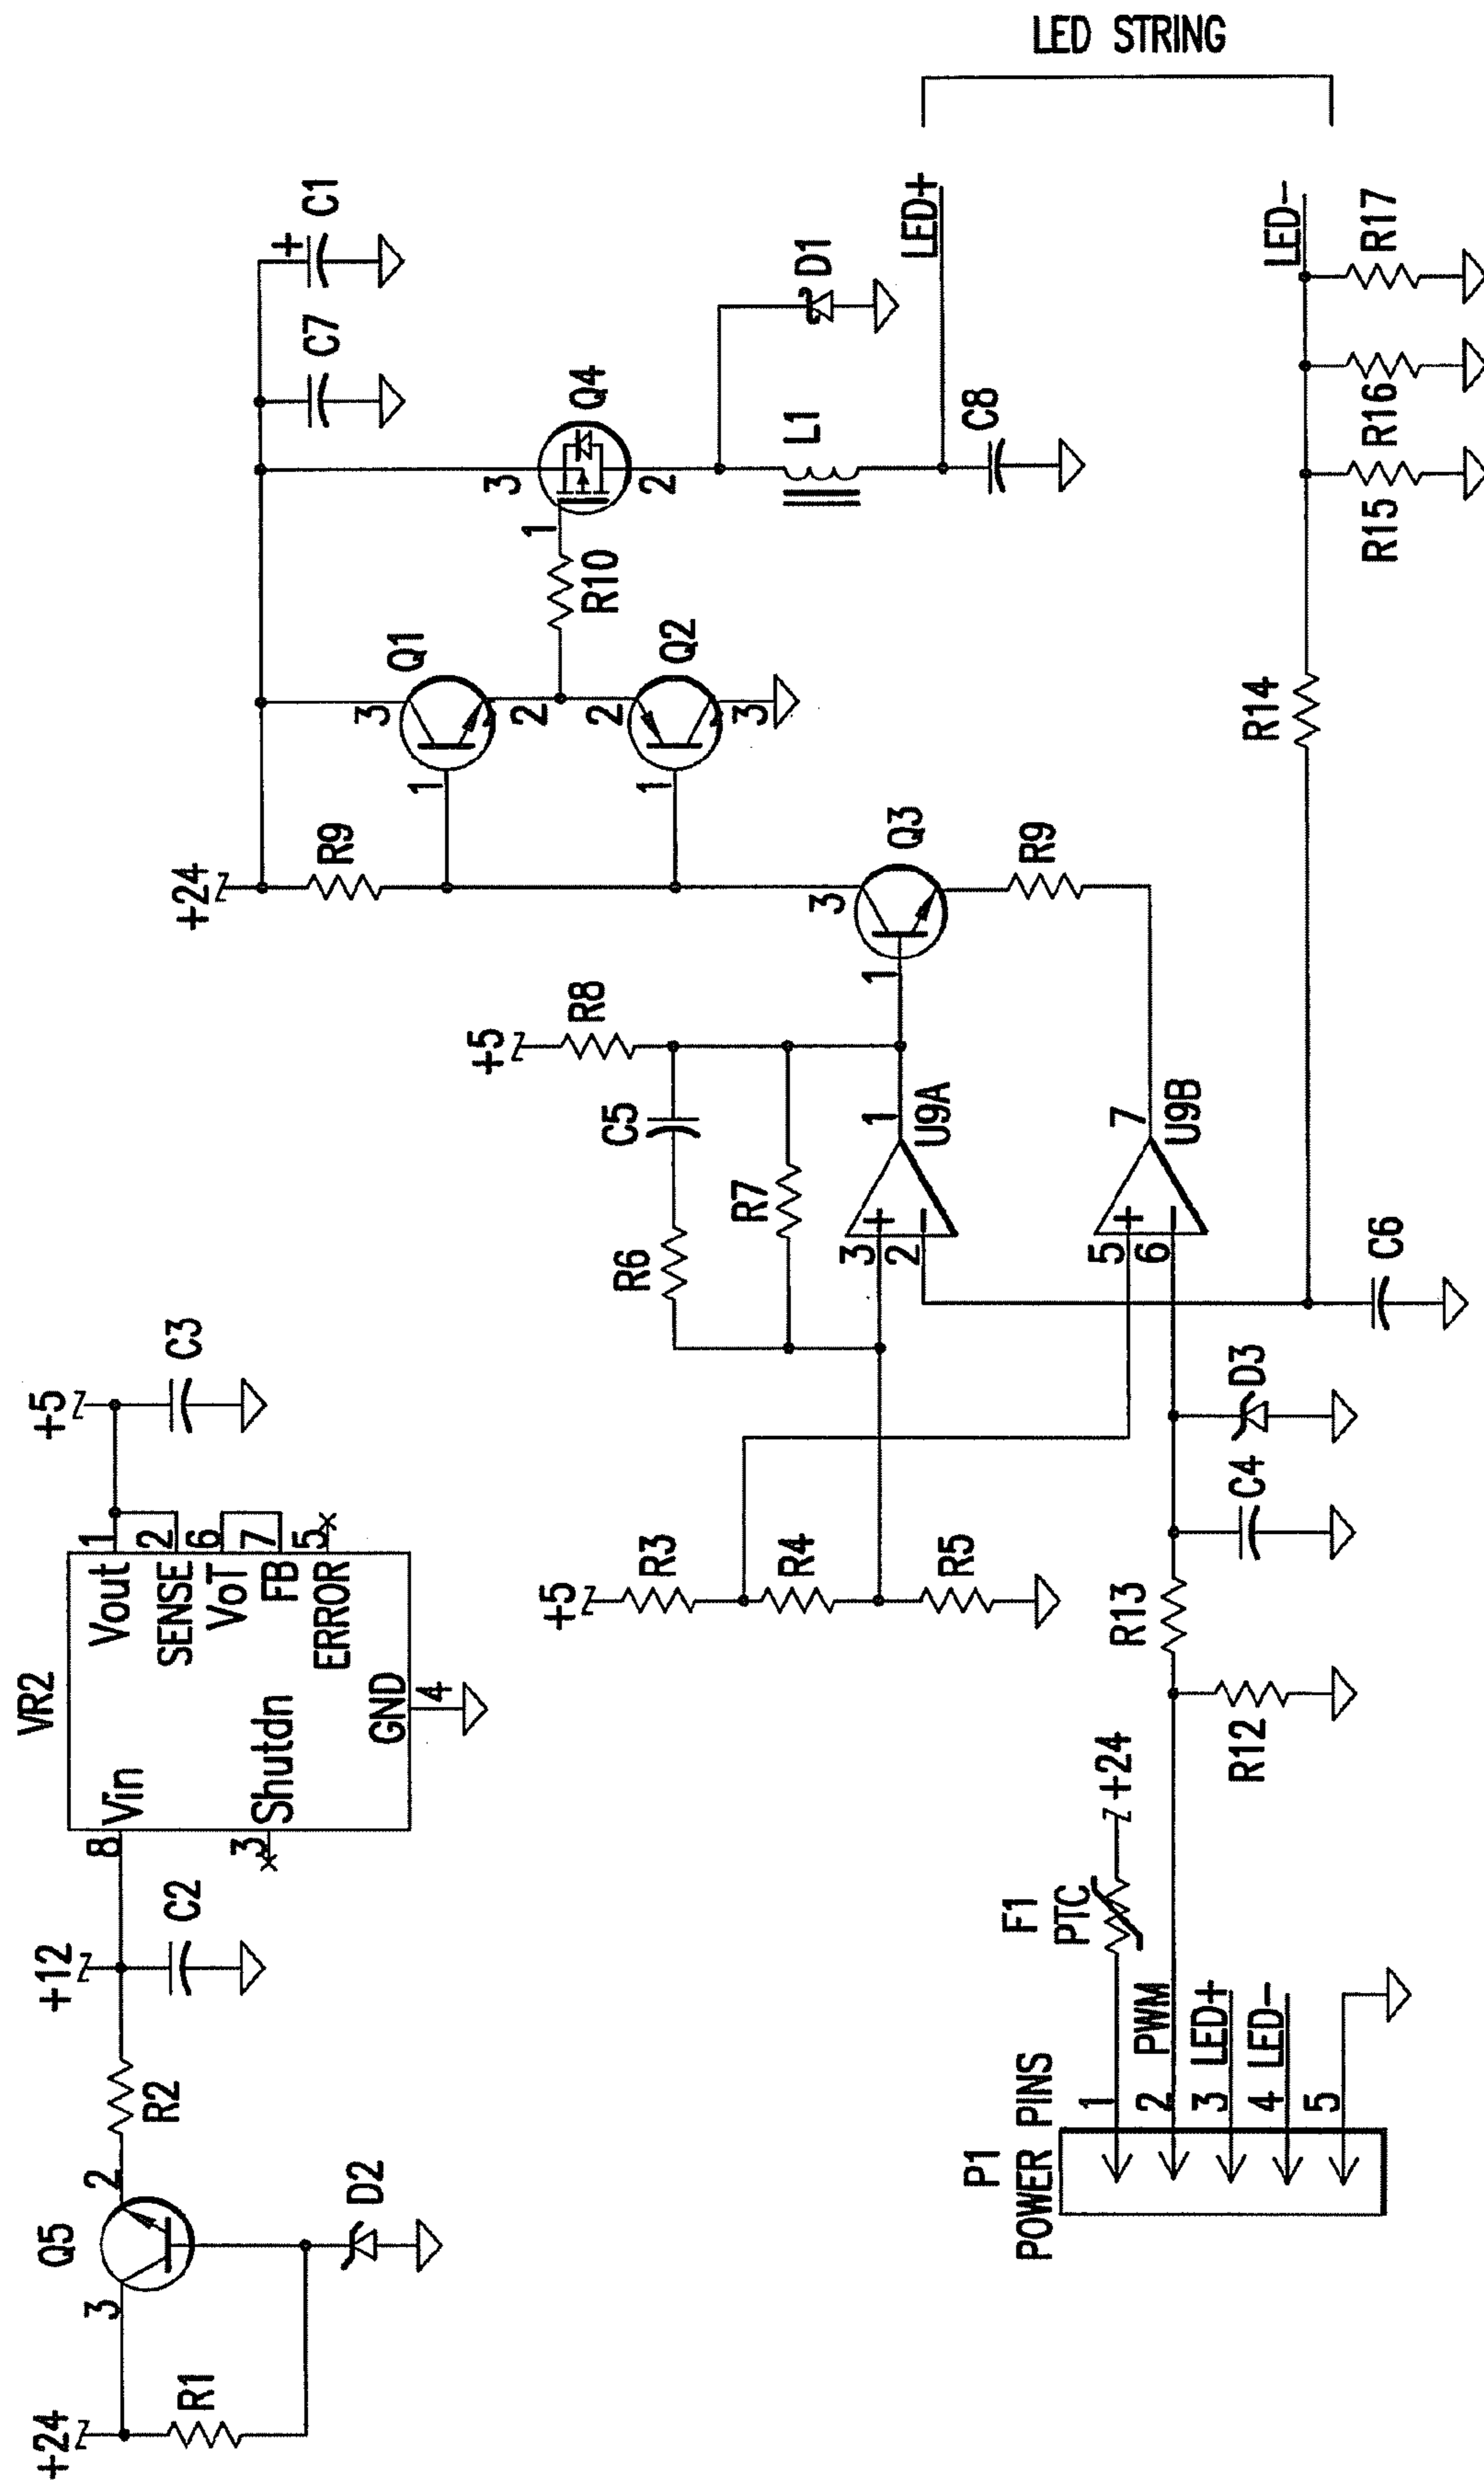 +24
R1
3
Q5
2
D2
R2
+12
C2
8
Vin
3
Shutdn
VR2
GND
4
Vout
SENSE
VoT
FB
ERROR
1
2
6
7
5
+5
C3
+5
R3
R4
R5
+5
R8
C5
R6
R7
3
2
1
U9A
5
6
7
U9B
+24
R9
1
3
Q1
2
1
2
3
Q2
R10
1
3
Q4
2
C7
C1
+
L1
D1
LED+
C8
3
1
Q3
R9
LED STRING
P1
POWER PINS
1
2
3
4
5
F1
PTC
+24
PWM
LED+
LED-
R12
R13
C4
D3
C6
R14
LED-
R15
R16
R17